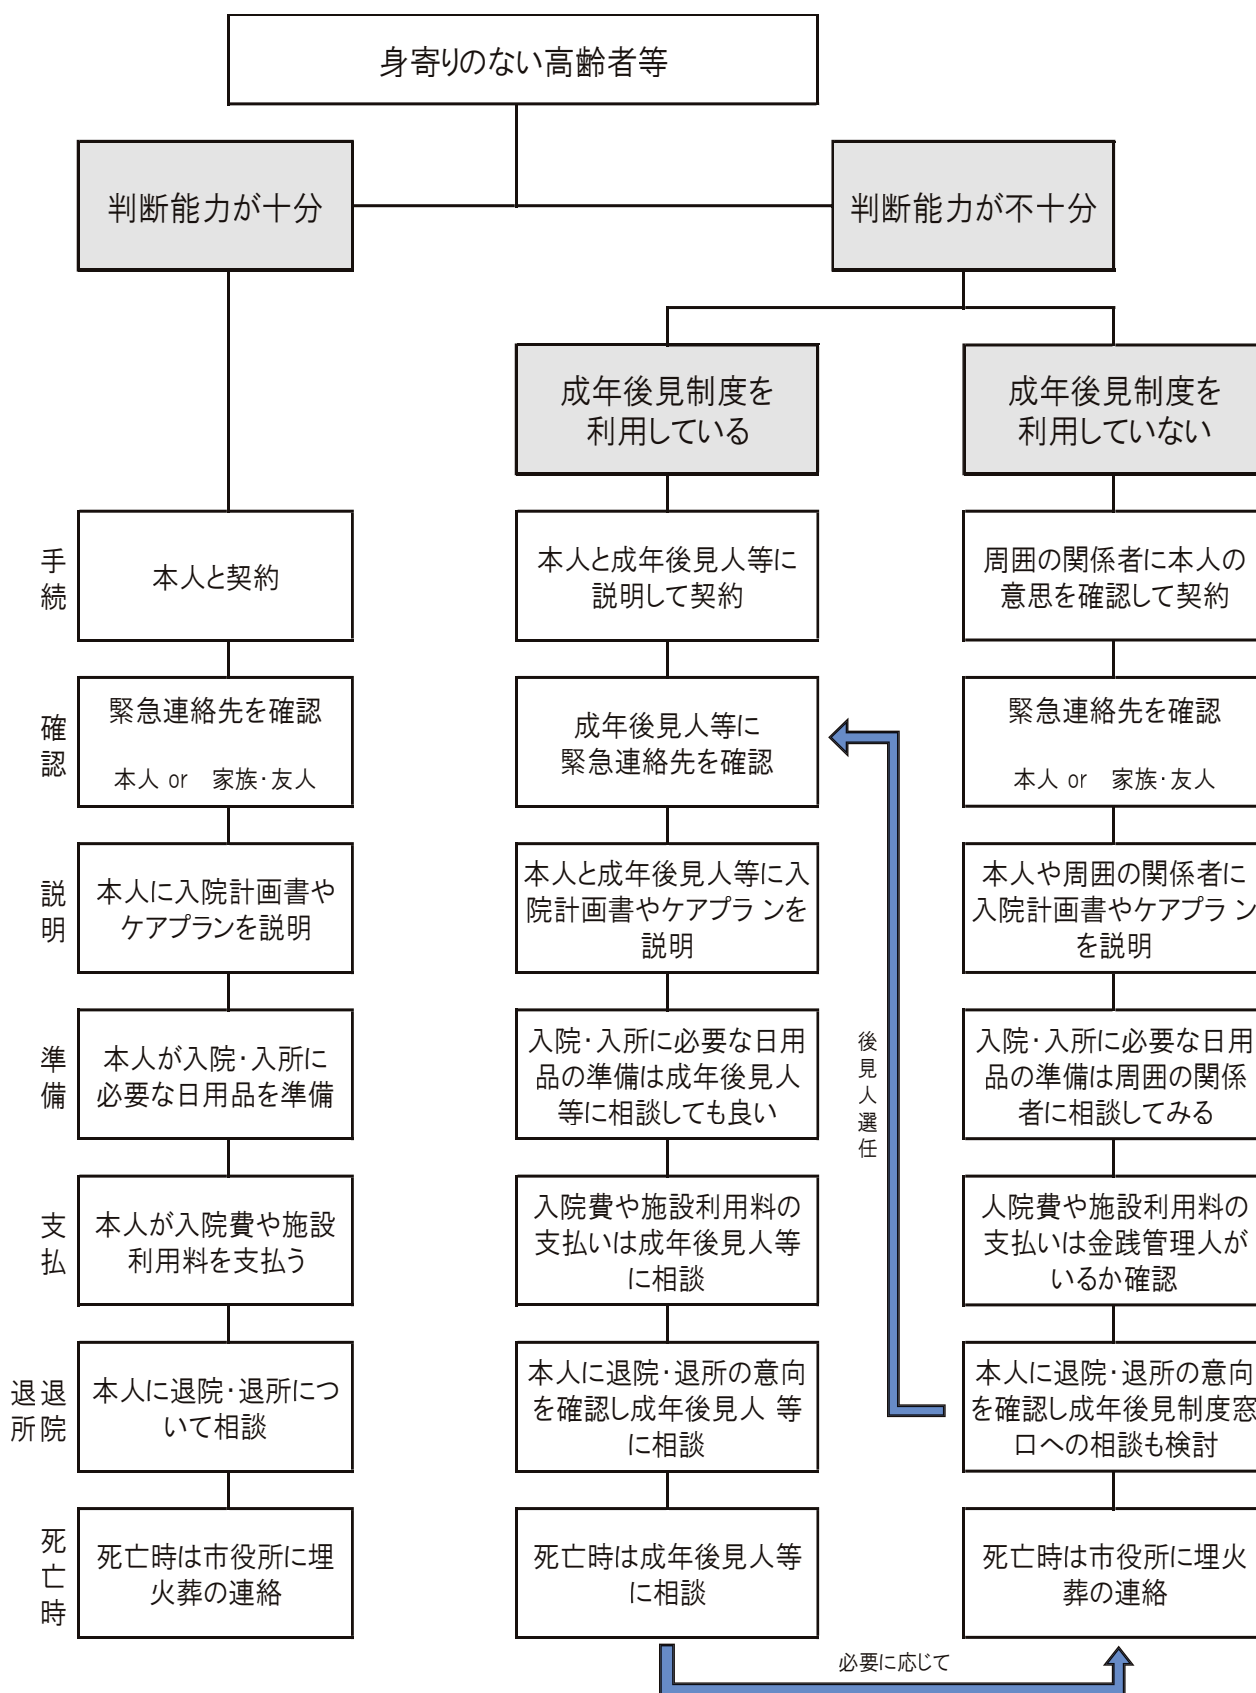 身寄りのない高齢者等
判断能力が十分
判断能力が不十分
成年後見制度を
利用している
成年後見制度を
利用していない
手続
本人と契約
本人と成年後見人等に
説明して契約
周囲の関係者に本人の
意思を確認して契約
確認
緊急連絡先を確認
本人 or 家族・友人
成年後見人等に
緊急連絡先を確認
緊急連絡先を確認
本人 or 家族・友人
説明
本人に入院計画書や
ケアプランを説明
本人と成年後見人等に入
院計画書やケアプランを
説明
本人や周囲の関係者に
入院計画書やケアプラン
を説明
準備
本人が入院・入所に
必要な日用品を準備
入院・入所に必要な日用
品の準備は成年後見人
等に相談しても良い
後見人選任
入院・入所に必要な日用
品の準備は周囲の関係
者に相談してみる
支払
本人が入院費や施設
利用料を支払う
入院費や施設利用料の
支払いは成年後見人等
に相談
人院費や施設利用料の
支払いは金践管理人が
いるか確認
退院
退所
本人に退院・退所につ
いて相談
本人に退院・退所の意向
を確認し成年後見人 等
に相談
本人に退院・退所の意向
を確認し成年後見制度窓
口への相談も検討
死亡時
死亡時は市役所に埋
火葬の連絡
死亡時は成年後見人等
に相談
死亡時は市役所に埋火
葬の連絡
必要に応じて